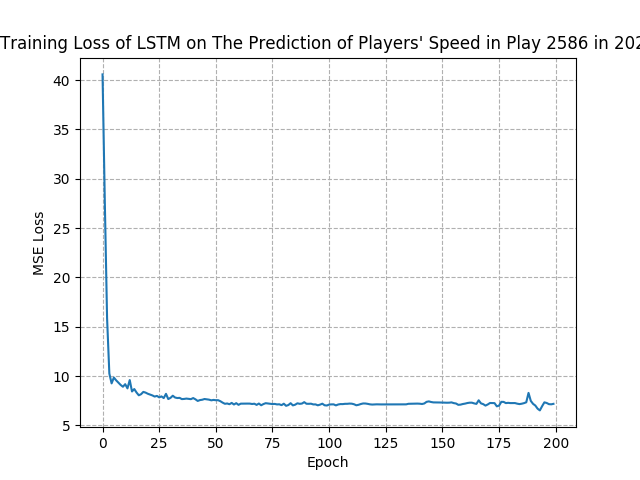 Training Loss of LSTM on The Prediction of Players' Speed in Play 2586 in 202
MSE Loss
40
35
30
25
20
15
10
5
0 25 50 75 100 125 150 175 200
Epoch